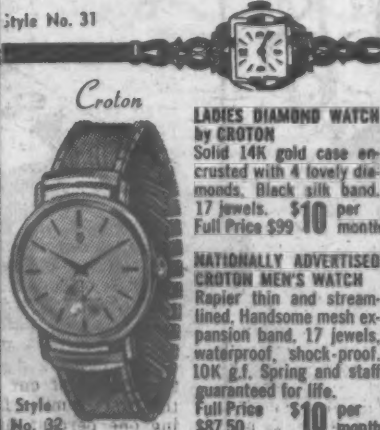 Style No. 31
Croton
LADIES DIAMOND WATCH
by CROTON
Solid 14K gold case en-
crusted with 4 lovely dia-
monds. Black silk band.
17 jewels. $10 per
Full Price $99 month
NATIONALLY ADVERTISED
CROTON MEN'S WATCH
Rapier thin and stream-
lined. Handsome mesh ex-
pansion band, 17 jewels,
waterproof, shock-proof.
10K g.f. Spring and staff
guaranteed for life.
Full Price $10 per
$87.50 month
Style
No. 32